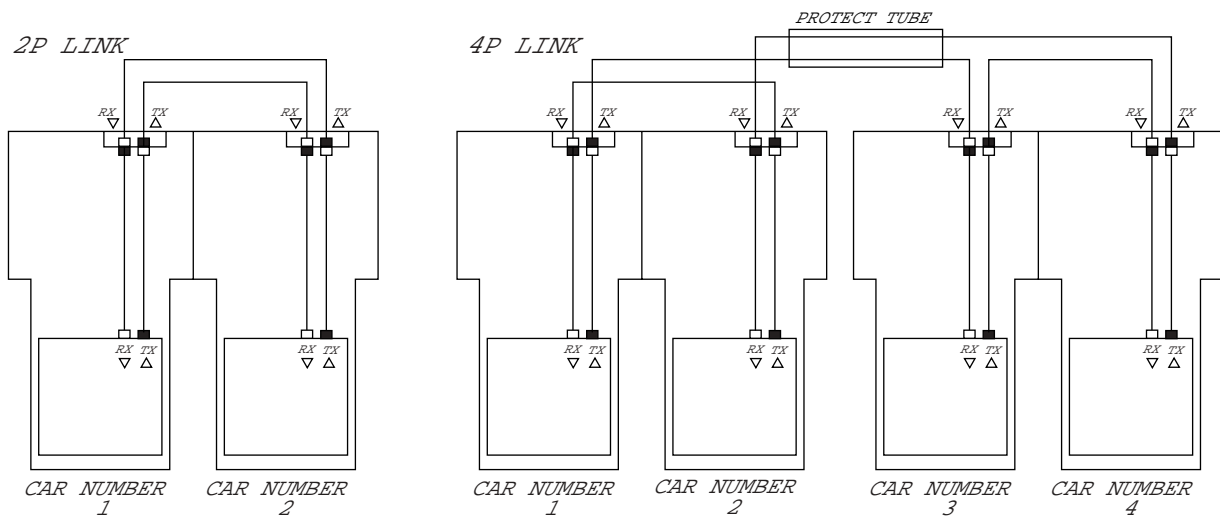 PROTECT TUBE
2P LINK
4P LINK
RX TX RX TX
RX TX RX TX RX TX RX TX
RX TX RX TX
RX TX RX TX RX TX RX TX
CAR NUMBER
1
CAR NUMBER
2
CAR NUMBER
1
CAR NUMBER
2
CAR NUMBER
3
CAR NUMBER
4